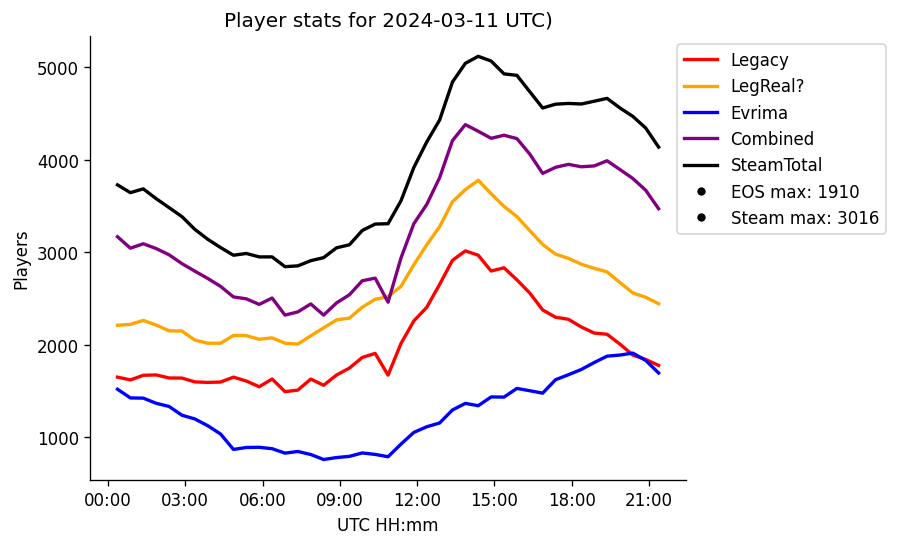 Player stats for 2024-03-11 UTC)
Legacy
LegReal?
Evrima
Combined
SteamTotal
EOS max: 1910
Steam max: 3016
Players
5000
4000
3000
2000
1000
00:00 03:00 06:00 09:00 12:00 15:00 18:00 21:00
UTC HH:mm